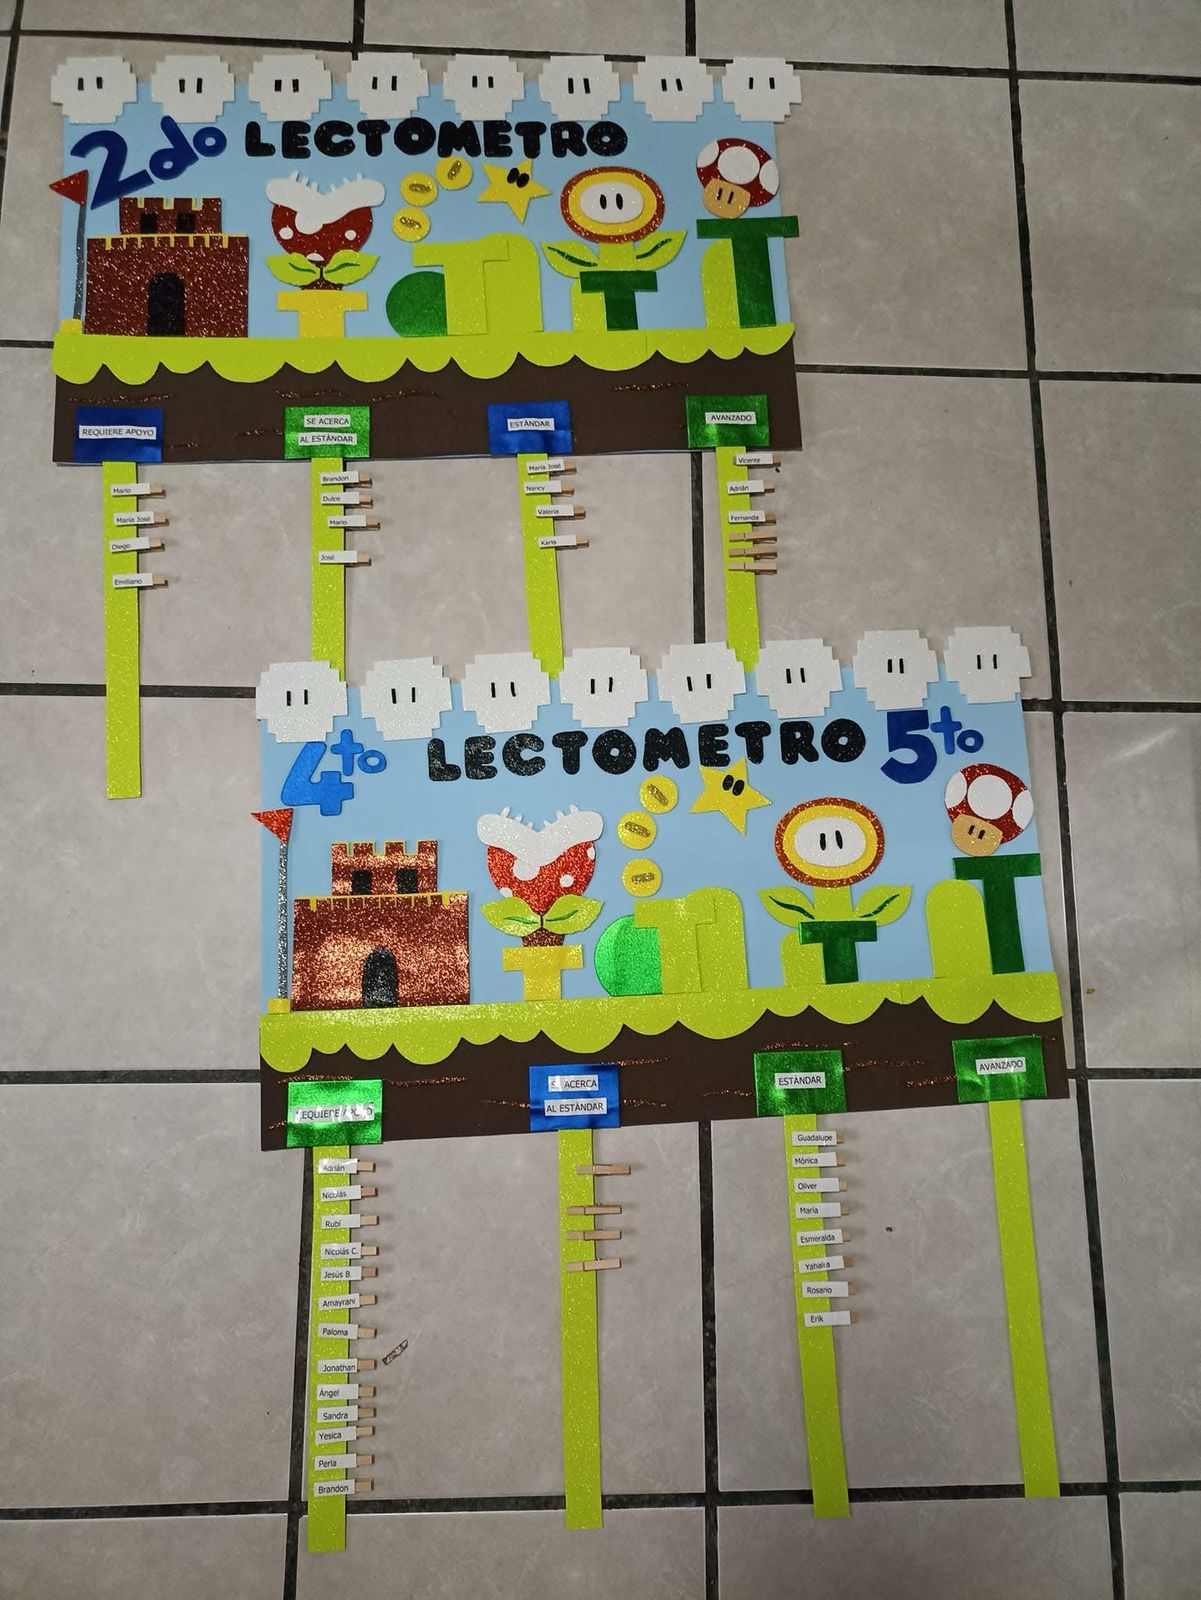 2do LECTOMETRO
REQUIERE APOYO
SE ACERCA
AL ESTÁNDAR
ESTÁNDAR
AVANZADO
Mario
María José
Diego
Emiliano
Brandon
Dulce
Mario
José
María José
Nancy
Valeria
Karla
Vicente
Adrián
Fernanda
4to LECTOMETRO 5to
REQUIERE APOYO
SE ACERCA
AL ESTÁNDAR
ESTÁNDAR
AVANZADO
Adrián
Nicolás
Rubí
Nicolás C.
Jesús B.
Amayrani
Paloma
Jonathan
Ángel
Sandra
Yesica
Perla
Brandon
Guadalupe
Mónica
Oliver
María
Esmeralda
Yahaira
Rosario
Erik